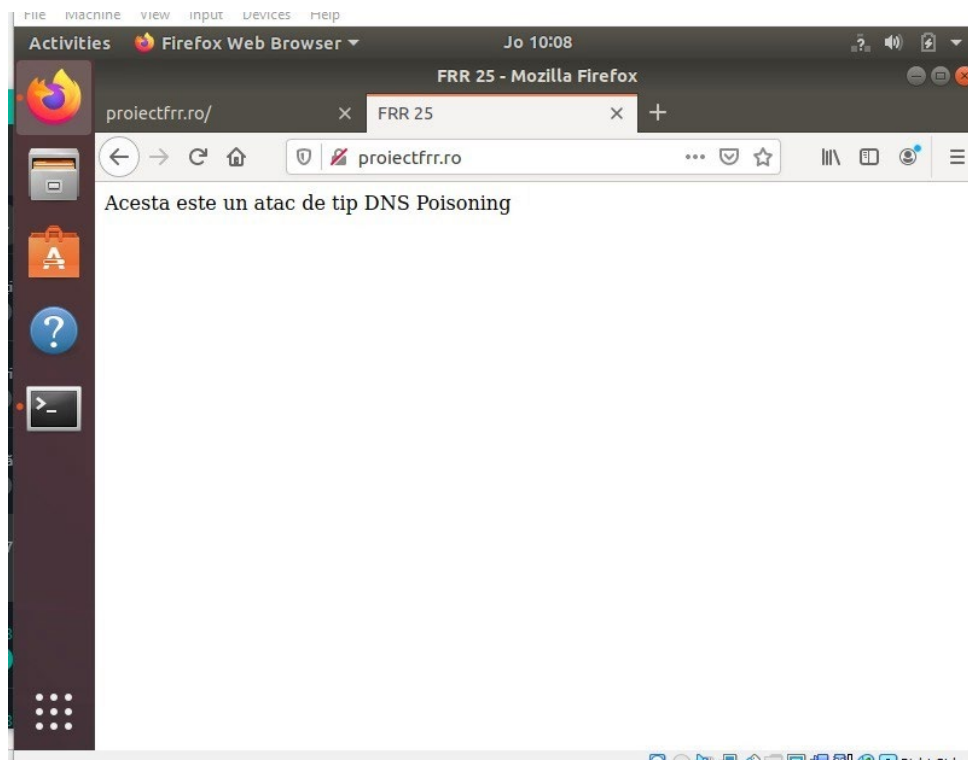 File Machine View Input Devices Help
Activities Firefox Web Browser Jo 10:08
FRR 25 - Mozilla Firefox
proiectfrr.ro/ FRR 25
proiectfrr.ro
Acesta este un atac de tip DNS Poisoning